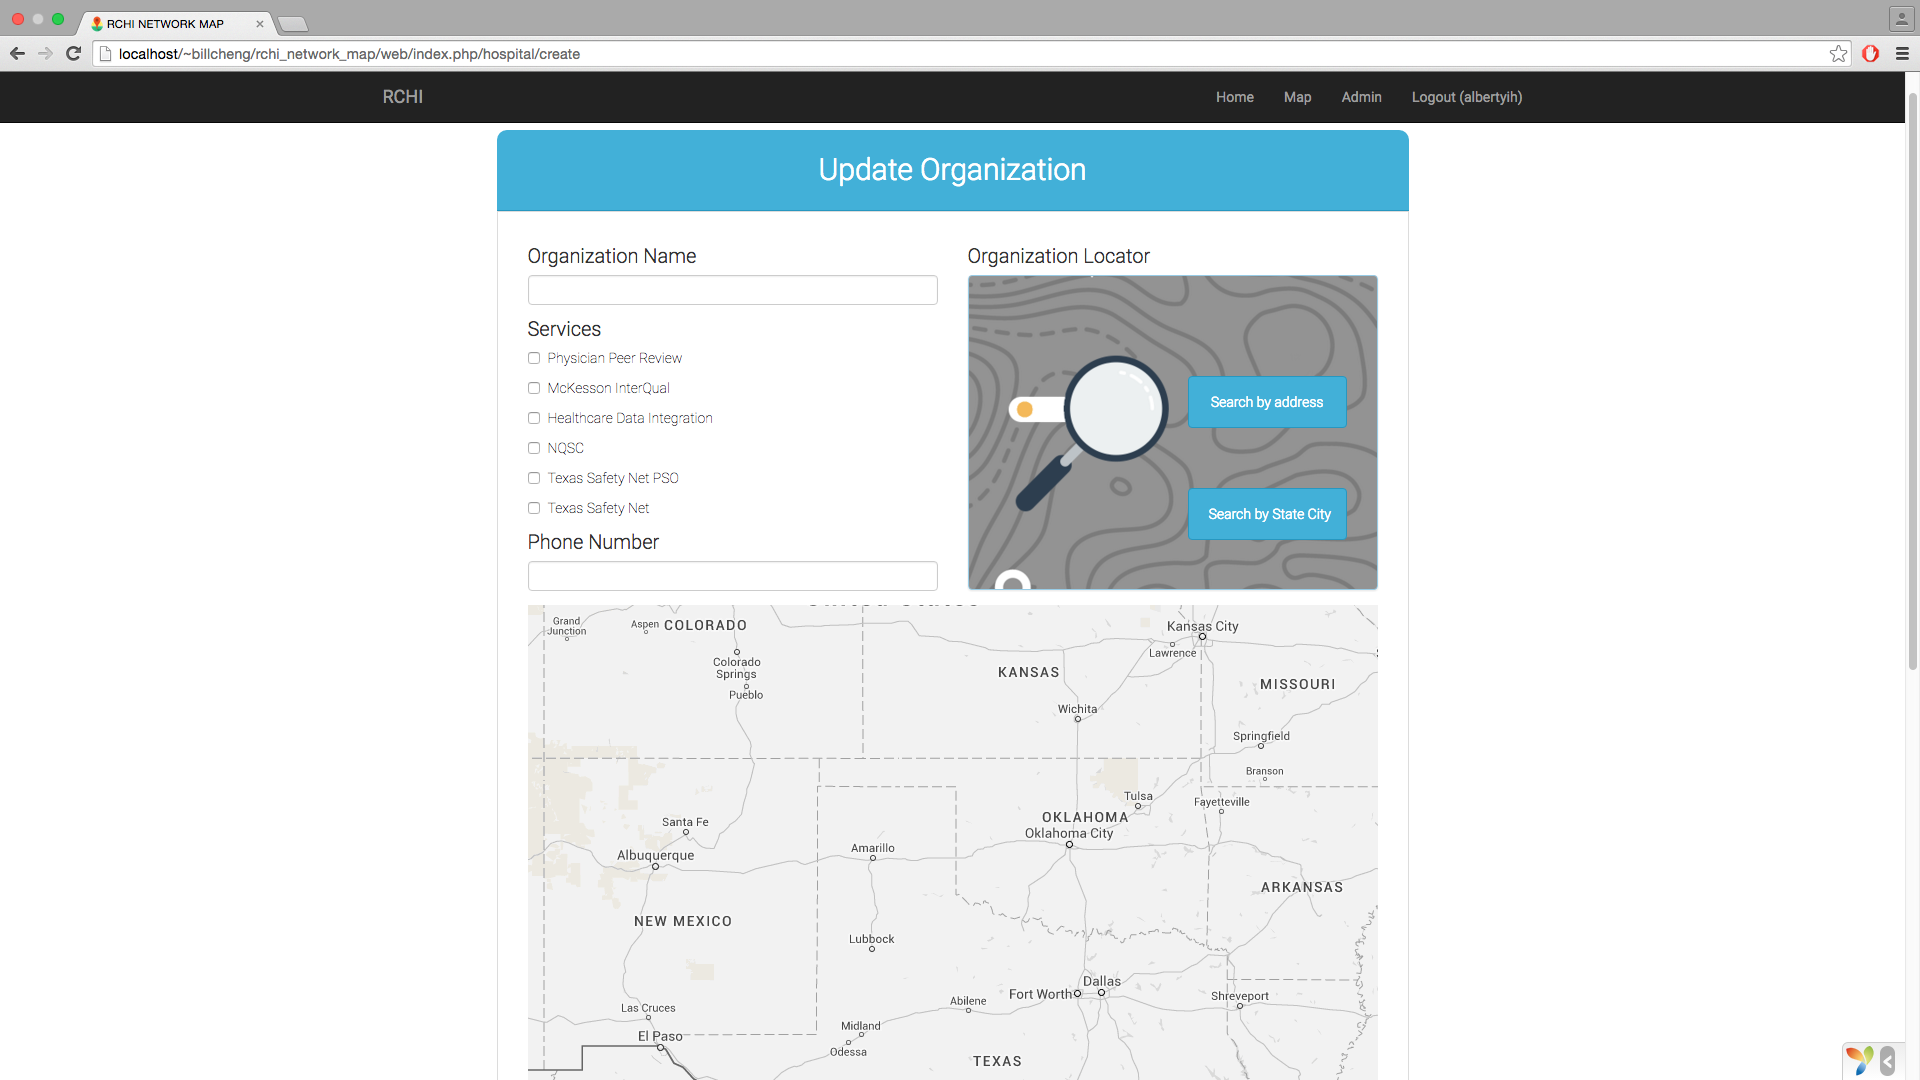 RCHI NETWORK MAP
localhost/~billcheng/rchi_network_map/web/index.php/hospital/create
RCHI
Home
Map
Admin
Logout (albertyih)
Update Organization
Organization Name
Organization Locator
Services
Physician Peer Review
McKesson InterQual
Healthcare Data Integration
NQSC
Texas Safety Net PSO
Texas Safety Net
Phone Number
Search by address
Search by State City
United States
Grand
Junction
Aspen
COLORADO
Colorado
Springs
Pueblo
KANSAS
Kansas City
Lawrence
MISSOURI
Wichita
Springfield
Branson
Fayetteville
Tulsa
OKLAHOMA
Oklahoma City
Santa Fe
Albuquerque
Amarillo
ARKANSAS
NEW MEXICO
Lubbock
Dallas
Fort Worth
Abilene
Shreveport
Las Cruces
El Paso
Midland
Odessa
TEXAS